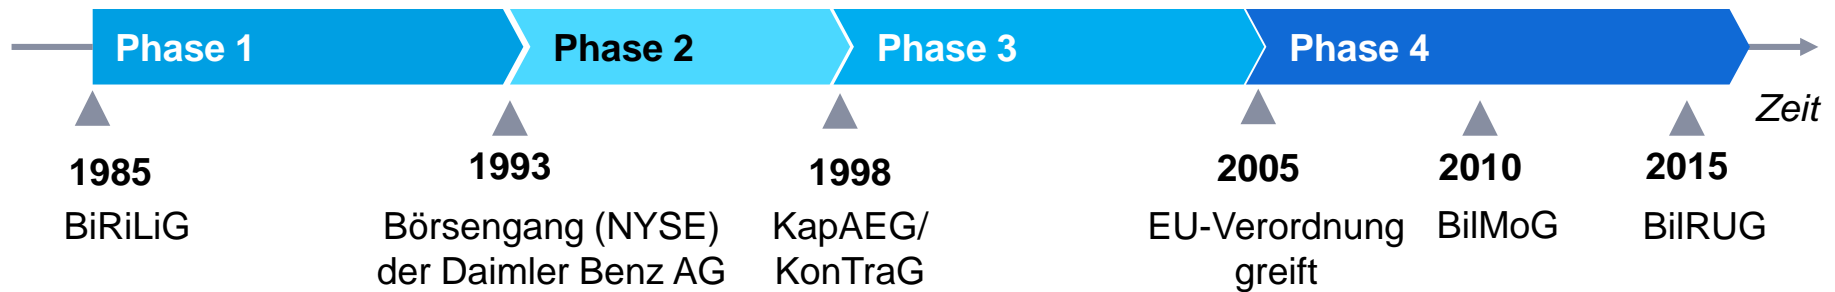 Phase 1
Phase 2
Phase 3
Phase 4
Zeit
1985
BiRiLiG
1993
Börsengang (NYSE)
der Daimler Benz AG
1998
KapAEG/
KonTraG
2005
EU-Verordnung
greift
2010
BilMoG
2015
BilRUG